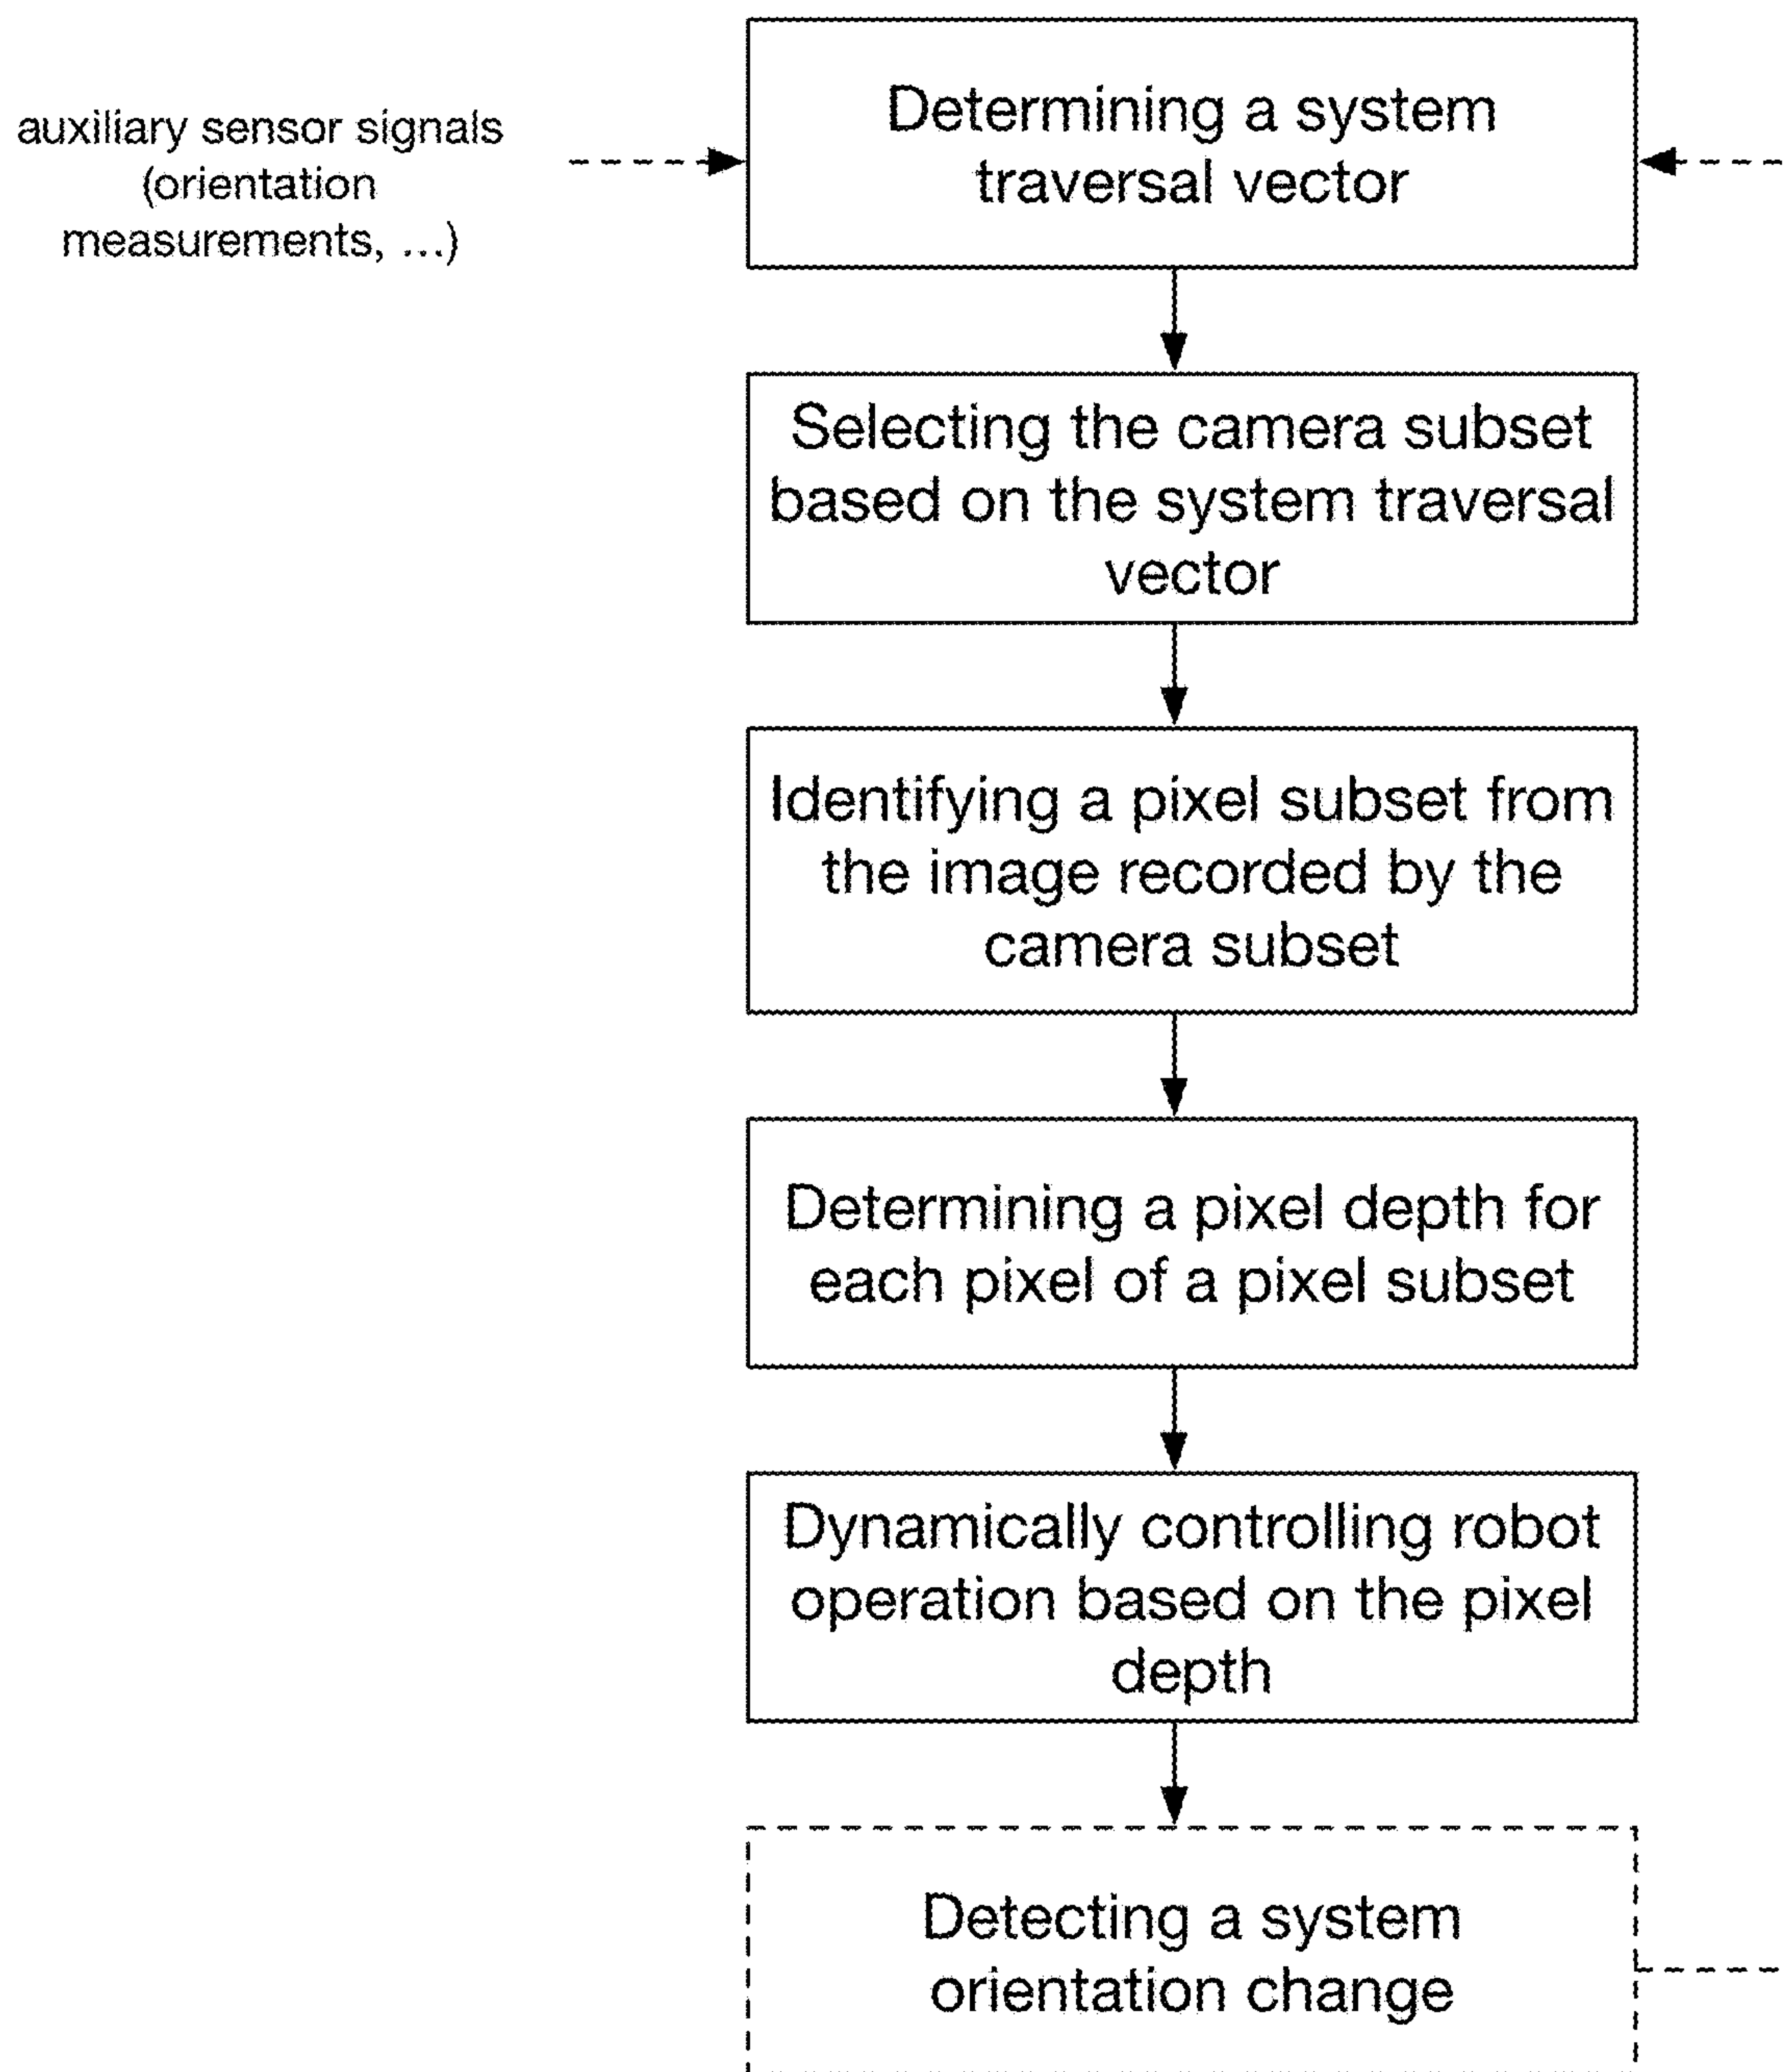 auxiliary sensor signals
(orientation
measurements, ...)
Determining a system
traversal vector
Selecting the camera subset
based on the system traversal
vector
Identifying a pixel subset from
the image recorded by the
camera subset
Determining a pixel depth for
each pixel of a pixel subset
Dynamically controlling robot
operation based on the pixel
depth
Detecting a system
orientation change